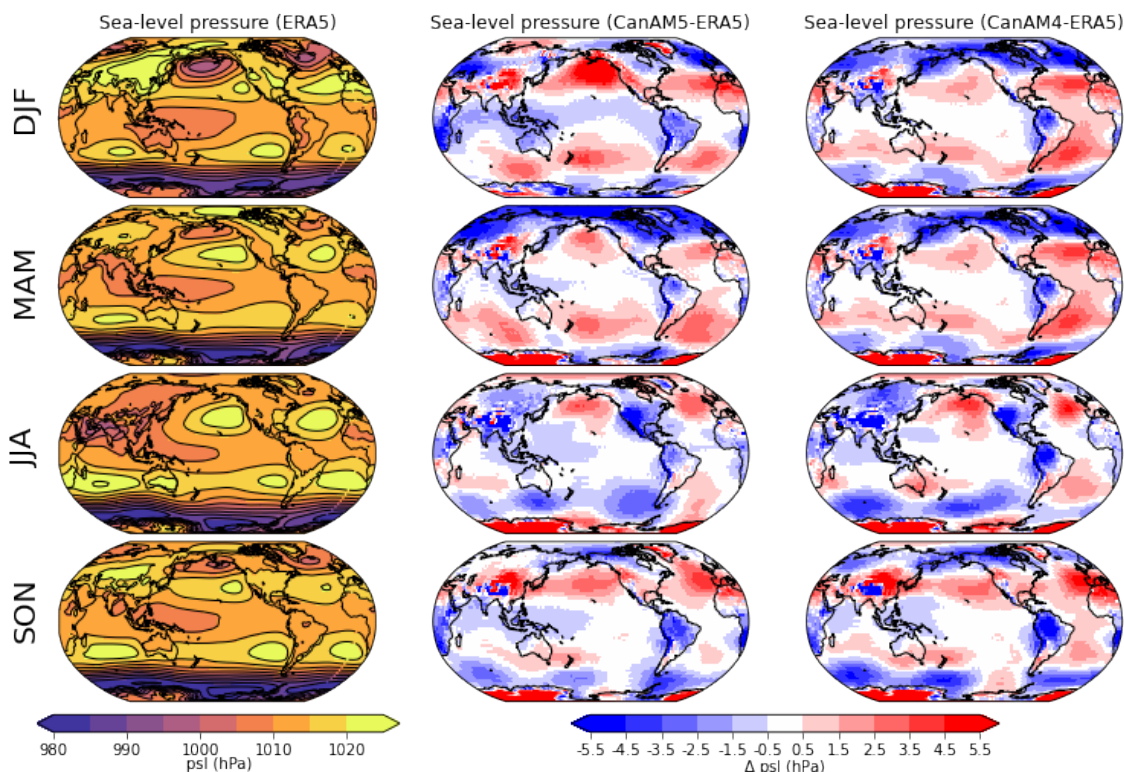 Sea-level pressure (ERA5)
Sea-level pressure (CanAM5-ERA5)
Sea-level pressure (CanAM4-ERA5)
DJF
MAM
JJA
SON
980 990 1000 1010 1020
psl (hPa)
-5.5 -4.5 -3.5 -2.5 -1.5 -0.5 0.5 1.5 2.5 3.5 4.5 5.5
Δ psl (hPa)